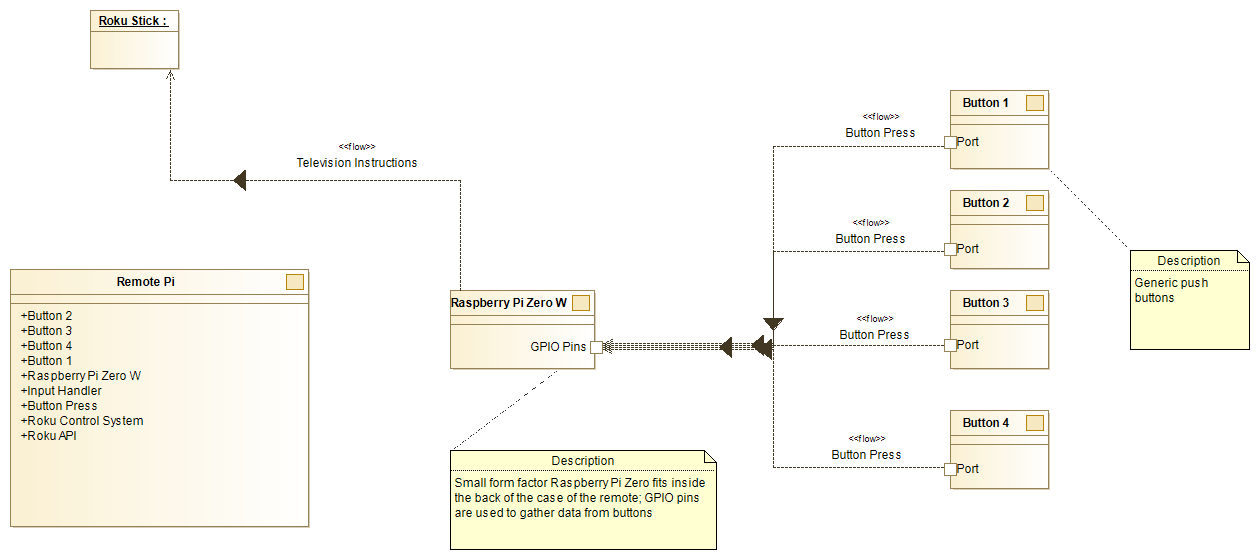 Roku Stick :
<<flow>>
Television Instructions
Remote Pi
+Button 2
+Button 3
+Button 4
+Button 1
+Raspberry Pi Zero W
+Input Handler
+Button Press
+Roku Control System
+Roku API
Raspberry Pi Zero W
GPIO Pins
Description
Small form factor Raspberry Pi Zero fits inside
the back of the case of the remote; GPIO pins
are used to gather data from buttons
<<flow>>
Button Press
Button 1
Port
<<flow>>
Button Press
Button 2
Port
<<flow>>
Button Press
Button 3
Port
<<flow>>
Button Press
Button 4
Port
Description
Generic push
buttons